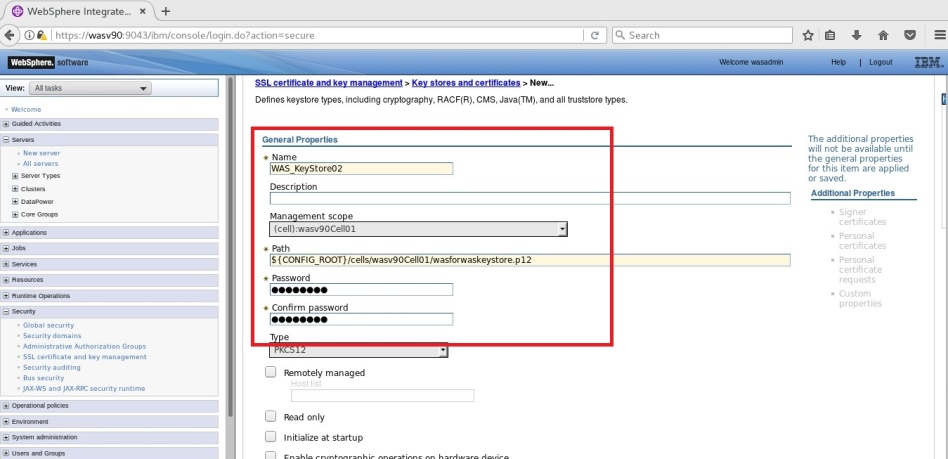 WebSphere Integrate...
https://wasv90:9043/ibm/console/login.do?action=secure
Search
WebSphere. software
Welcome wasadmin
Help | Logout
IBM.
View: All tasks
Welcome
Guided Activities
Servers
New server
All servers
Server Types
Clusters
DataPower
Core Groups
Applications
Jobs
Services
Resources
Runtime Operations
Security
Global security
Security domains
Administrative Authorization Groups
SSL certificate and key management
Security auditing
Bus security
JAX-WS and JAX-RPC security runtime
Operational policies
Environment
System administration
Users and Groups
SSL certificate and key management > Key stores and certificates > New...
Defines keystore types, including cryptography, RACF(R), CMS, Java(TM), and all truststore types.
General Properties
* Name
WAS_KeyStore02
Description
Management scope
(cell):wasv90Cell01
* Path
${CONFIG_ROOT}/cells/wasv90Cell01/wasforwaskeystore.p12
* Password
●●●●●●●●
* Confirm password
●●●●●●●●
Type
PKCS12
Remotely managed
Host list
Read only
Initialize at startup
Enable cryptographic operations on hardware device
The additional properties
will not be available until
the general properties
for this item are applied
or saved.
Additional Properties
Signer
certificates
Personal
certificates
Personal
certificate
requests
Custom
properties